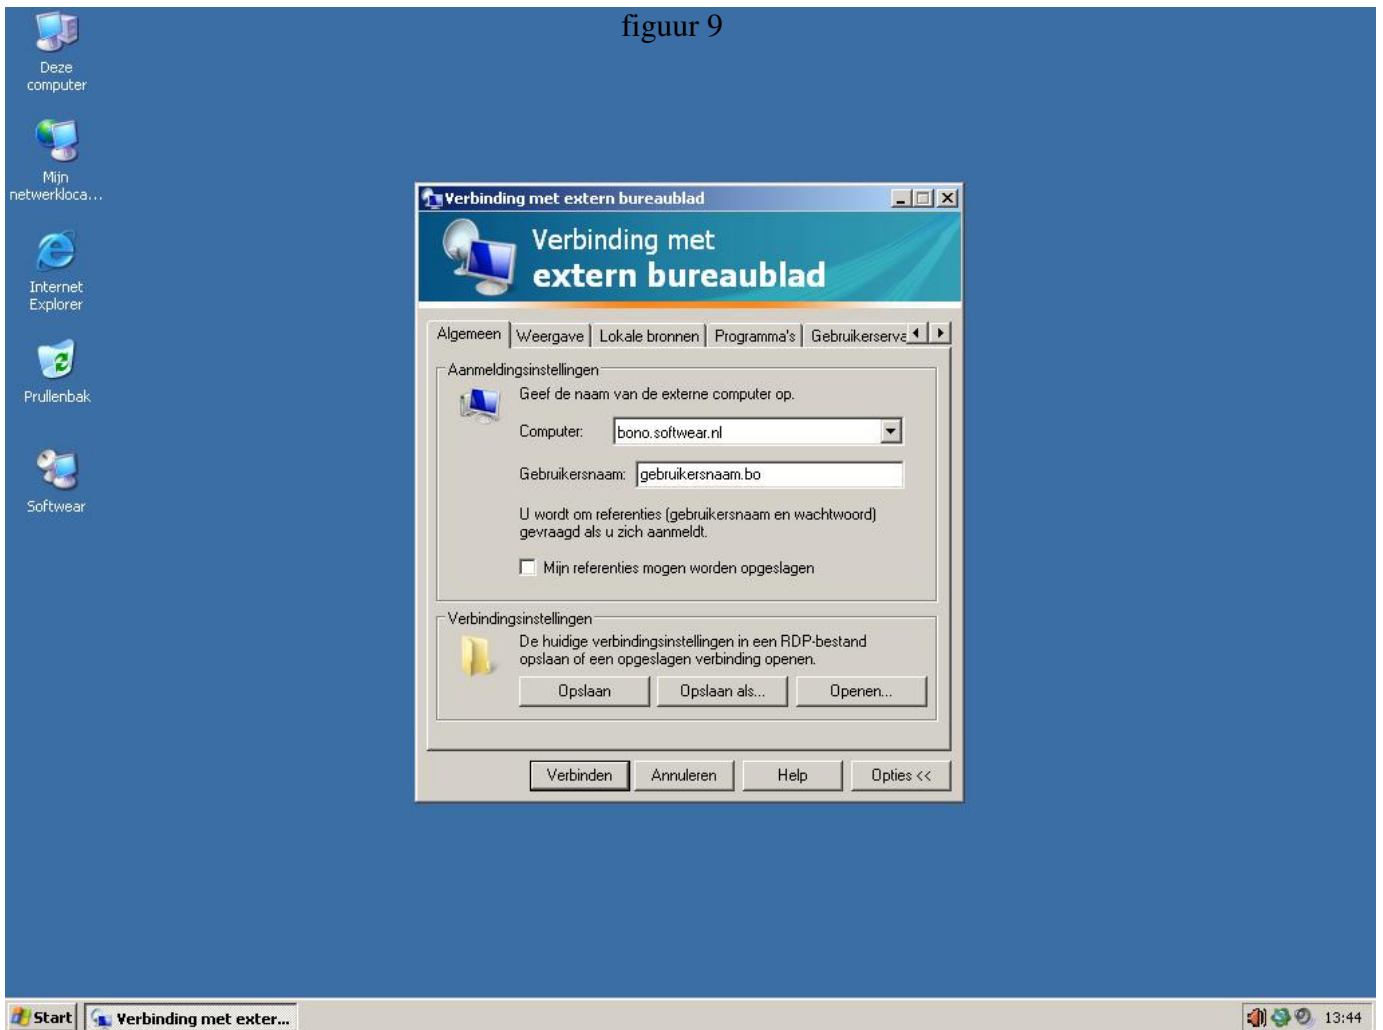 figuur 9
Deze
computer
Mijn
netwerkloca...
Internet
Explorer
Prullenbak
Softwear
Verbinding met extern bureaublad
Verbinding met
extern bureaublad
Algemeen
Weergave
Lokale bronnen
Programma's
Gebruikerserva
Aanmeldingsinstellingen
Geef de naam van de externe computer op.
Computer: bono.softwear.nl
Gebruikersnaam: gebruikersnaam.bo
U wordt om referenties (gebruikersnaam en wachtwoord)
gevraagd als u zich aanmeldt.
Mijn referenties mogen worden opgeslagen
Verbindingsinstellingen
De huidige verbindingsinstellingen in een RDP-bestand
opslaan of een opgeslagen verbinding openen.
Opslaan
Opslaan als...
Openen...
Verbinden
Annuleren
Help
Opties <<
Start
Verbinding met exter...
13:44